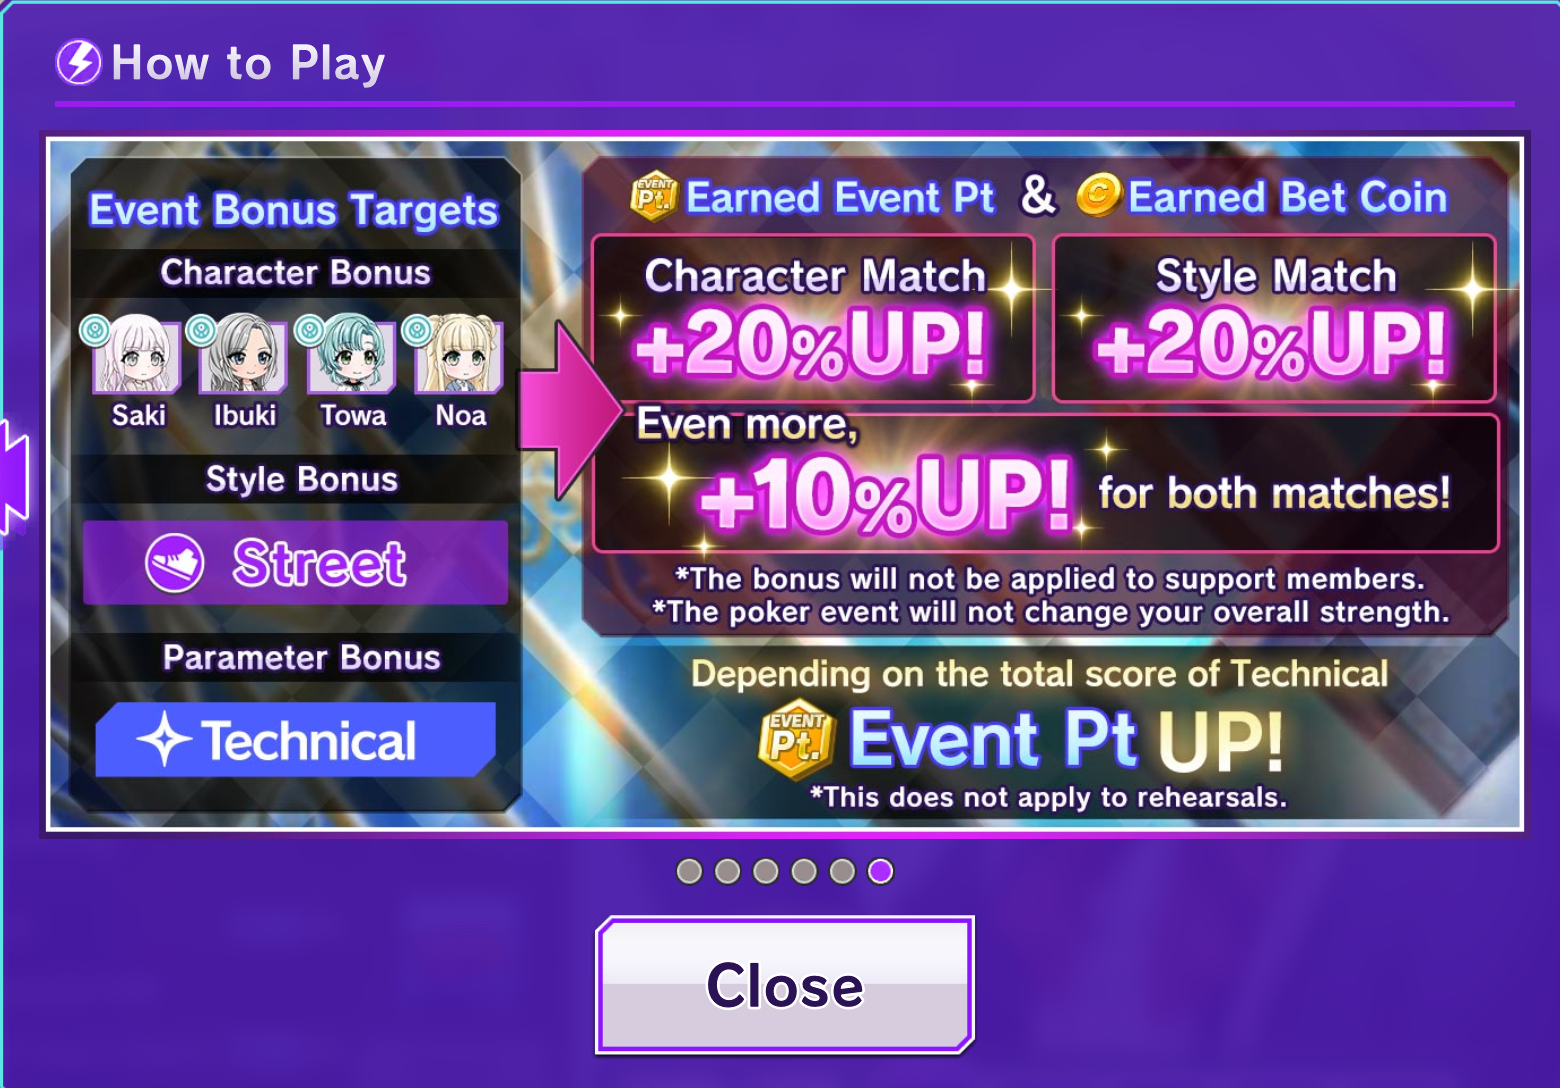 How to Play
Event Bonus Targets
Character Bonus
Saki
Ibuki
Towa
Noa
Style Bonus
Street
Parameter Bonus
Technical
EVENT Pt. Earned Event Pt & C Earned Bet Coin
Character Match
+20%UP!
Style Match
+20%UP!
Even more,
+10%UP! for both matches!
*The bonus will not be applied to support members.
*The poker event will not change your overall strength.
Depending on the total score of Technical
EVENT Pt. Event Pt UP!
*This does not apply to rehearsals.
Close